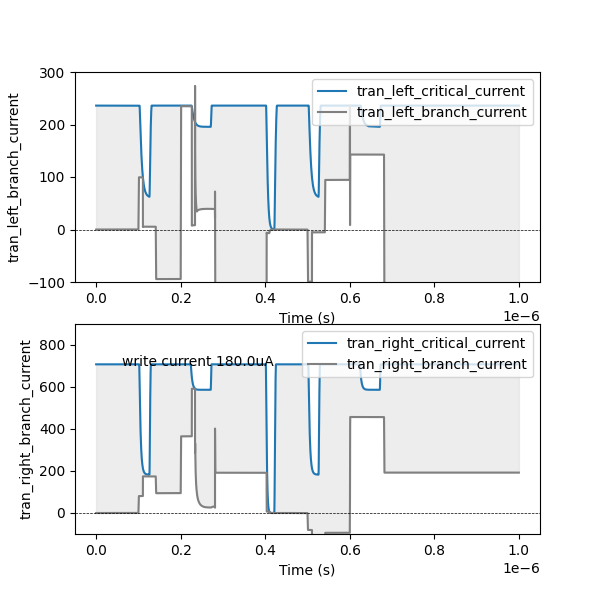 300
200
100
0
−100
tran_left_branch_current
tran_left_critical_current
tran_left_branch_current
0.0 0.2 0.4 0.6 0.8 1.0
Time (s)
1e−6
800
600
400
200
0
tran_right_branch_current
write current 180.0uA
tran_right_critical_current
tran_right_branch_current
0.0 0.2 0.4 0.6 0.8 1.0
Time (s)
1e−6